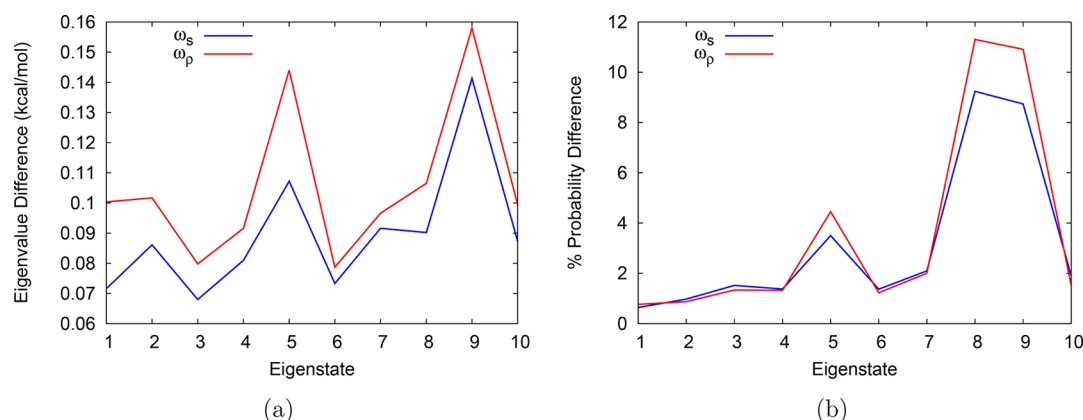 0.16
0.15
0.14
0.13
0.12
0.11
0.1
0.09
0.08
0.07
0.06
Eigenvalue Difference (kcal/mol)
ωs
ωρ
1 2 3 4 5 6 7 8 9 10
Eigenstate
(a)
12
10
8
6
4
2
0
% Probability Difference
ωs
ωρ
1 2 3 4 5 6 7 8 9 10
Eigenstate
(b)